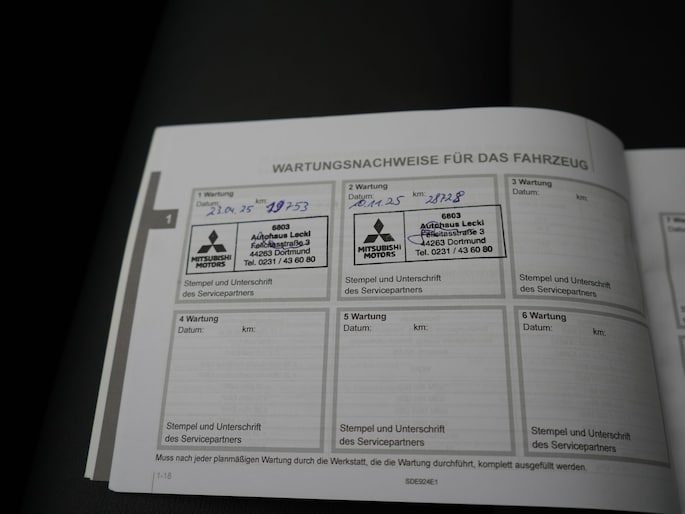 WARTUNGSNACHWEISE FÜR DAS FAHRZEUG
1
1 Wartung
Datum: km:
23.04.25 19753
MITSUBISHI
MOTORS
6803
Autohaus Lecki
Felicitasstraße 3
44263 Dortmund
Tel. 0231 / 43 60 80
Stempel und Unterschrift
des Servicepartners
2 Wartung
Datum: km:
10.11.25 28728
MITSUBISHI
MOTORS
6803
Autohaus Lecki
Felicitasstraße 3
44263 Dortmund
Tel. 0231 / 43 60 80
Stempel und Unterschrift
des Servicepartners
3 Wartung
Datum: km:
Stempel und Unterschrift
des Servicepartners
4 Wartung
Datum: km:
Stempel und Unterschrift
des Servicepartners
5 Wartung
Datum: km:
Stempel und Unterschrift
des Servicepartners
6 Wartung
Datum: km:
Stempel und Unterschrift
des Servicepartners
Muss nach jeder planmäßigen Wartung durch die Werkstatt, die die Wartung durchführt, komplett ausgefüllt werden.
1-18
SDE924E1